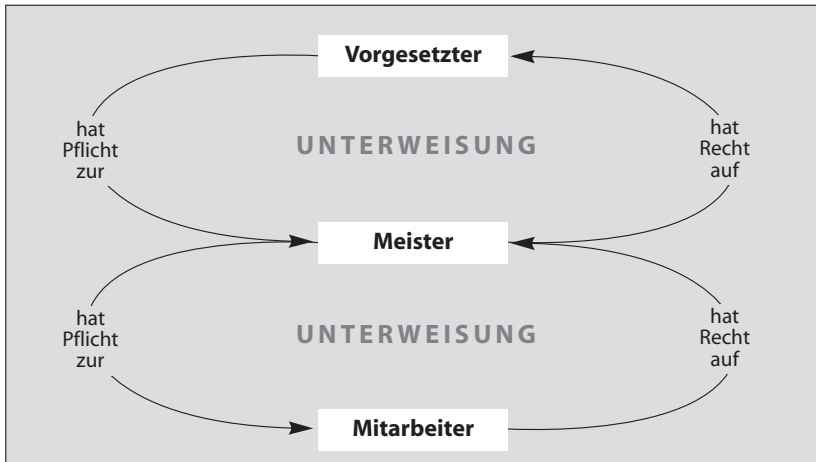 Vorgesetzter
hat
Pflicht
zur
UNTERWEISUNG
hat
Recht
auf
Meister
hat
Pflicht
zur
UNTERWEISUNG
hat
Recht
auf
Mitarbeiter